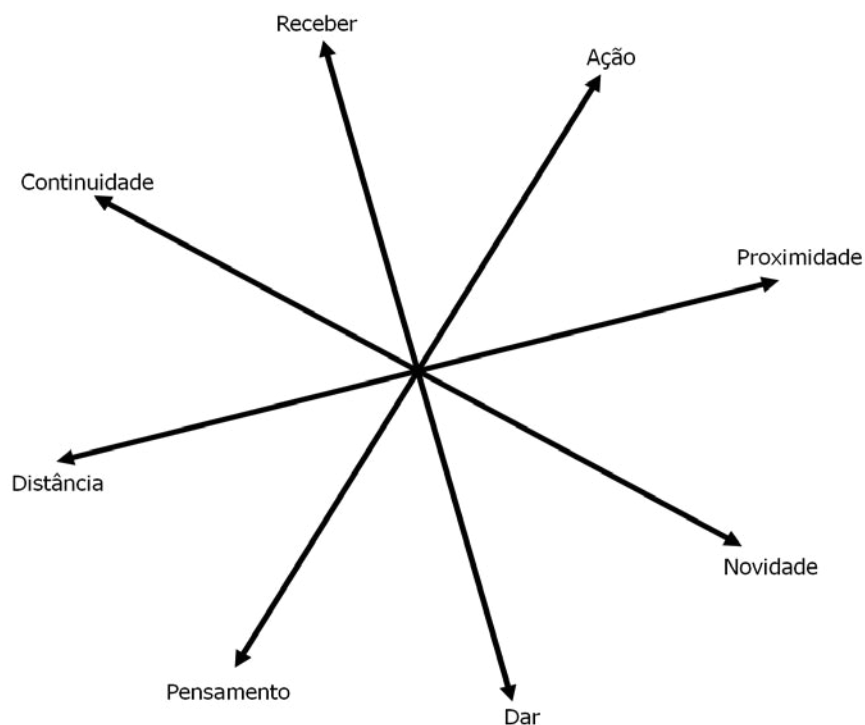 Receber
Ação
Continuidade
Proximidade
Distância
Novidade
Pensamento
Dar